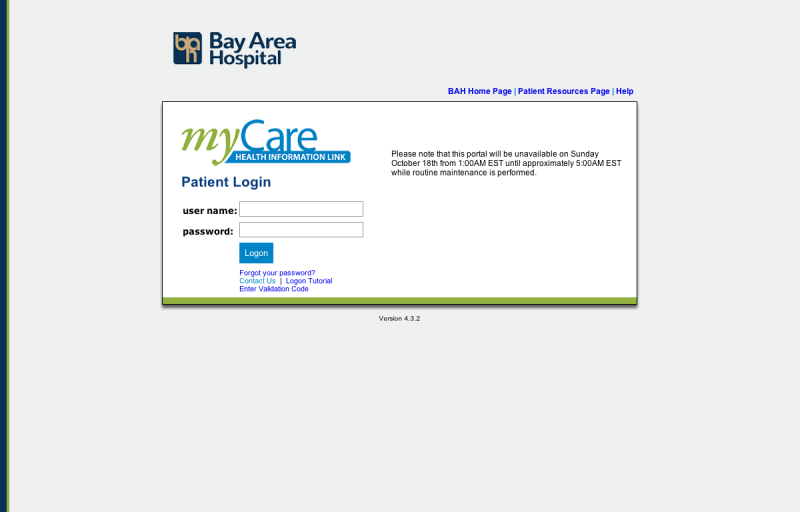 bah
Bay Area
Hospital
BAH Home Page | Patient Resources Page | Help
myCare
HEALTH INFORMATION LINK
Please note that this portal will be unavailable on Sunday
October 18th from 1:00AM EST until approximately 5:00AM EST
while routine maintenance is performed.
Patient Login
user name:
password:
Logon
Forgot your password?
Contact Us | Logon Tutorial
Enter Validation Code
Version 4.3.2